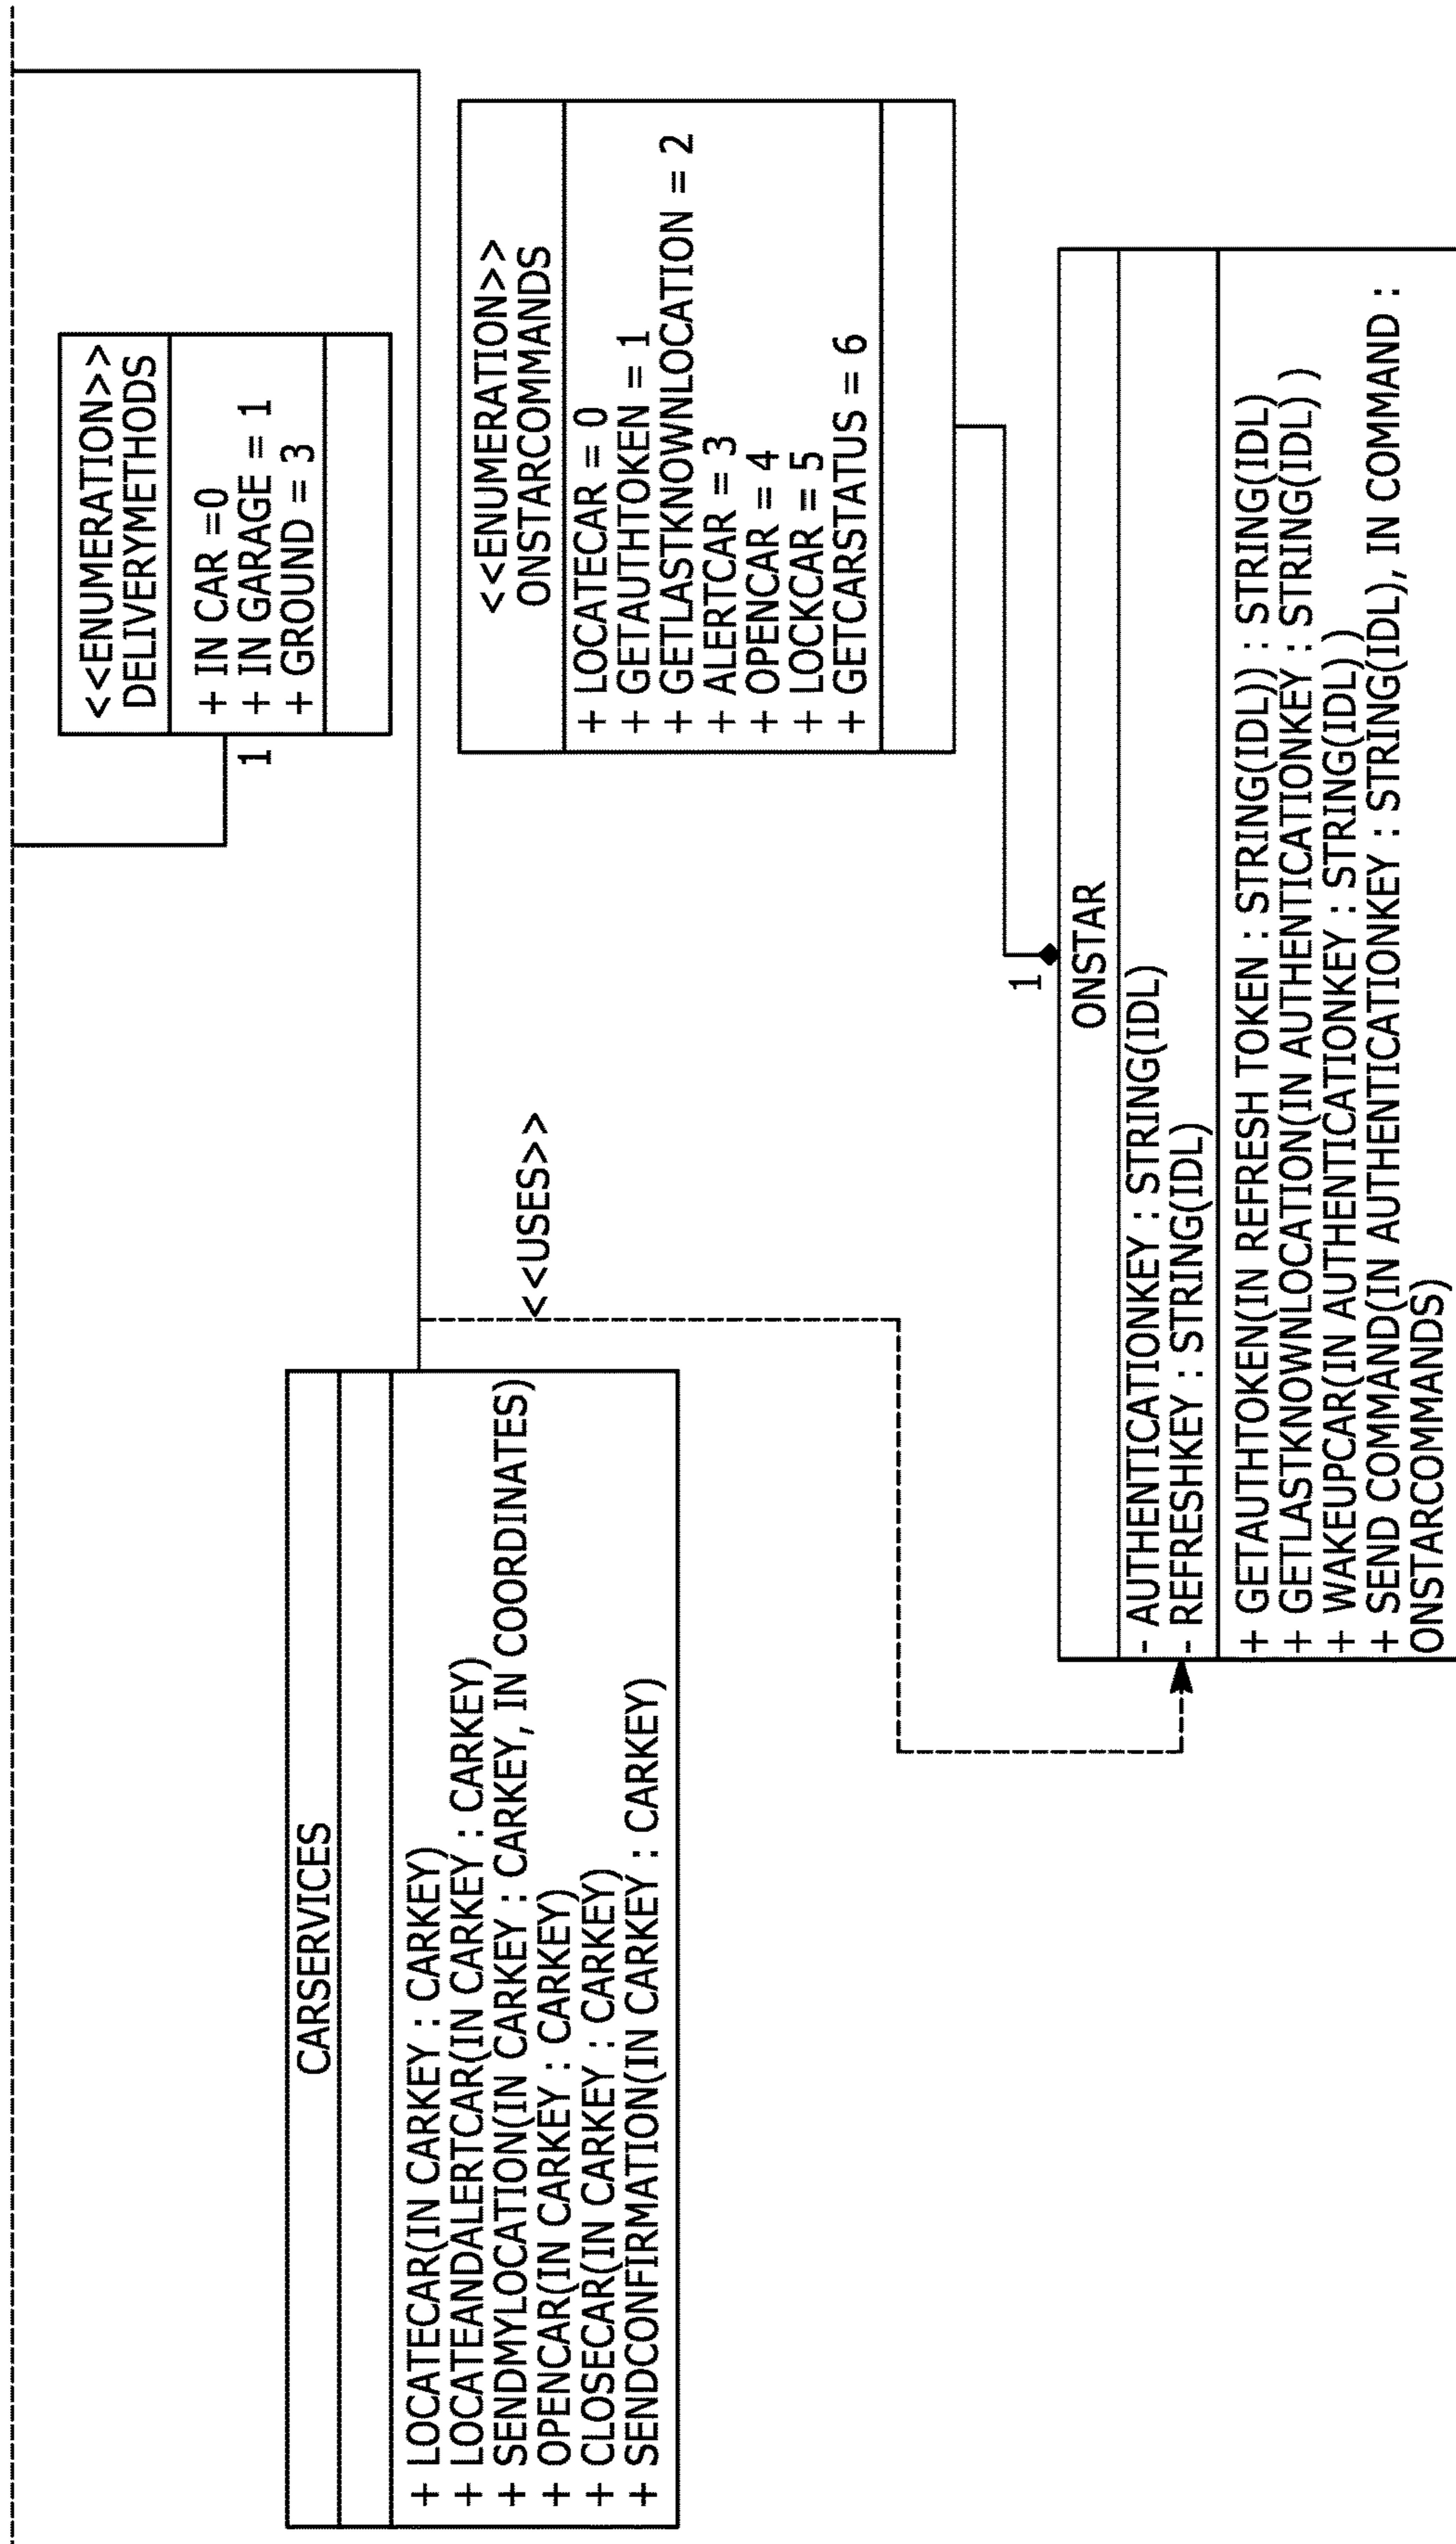 <<ENUMERATION>>
DELIVERYMETHODS
+ IN CAR =0
+ IN GARAGE = 1
+ GROUND = 3
1
CARSERVICES
+ LOCATECAR(IN CARKEY : CARKEY)
+ LOCATEANDALERTCAR(IN CARKEY : CARKEY)
+ SENDMYLOCATION(IN CARKEY : CARKEY, IN COORDINATES)
+ OPENCAR(IN CARKEY : CARKEY)
+ CLOSECAR(IN CARKEY : CARKEY)
+ SENDCONFIRMATION(IN CARKEY : CARKEY)
<<USES>>
<<ENUMERATION>>
ONSTARCOMMANDS
+ LOCATECAR = 0
+ GETAUTHTOKEN = 1
+ GETLASTKNOWNLOCATION = 2
+ ALERTCAR = 3
+ OPENCAR = 4
+ LOCKCAR = 5
+ GETCARSTATUS = 6
1
ONSTAR
- AUTHENTICATIONKEY : STRING(IDL)
- REFRESHKEY : STRING(IDL)
+ GETAUTHTOKEN(IN REFRESH TOKEN : STRING(IDL)) : STRING(IDL)
+ GETLASTKNOWNLOCATION(IN AUTHENTICATIONKEY : STRING(IDL) )
+ WAKEUPCAR(IN AUTHENTICATIONKEY : STRING(IDL))
+ SEND COMMAND(IN AUTHENTICATIONKEY : STRING(IDL), IN COMMAND :
ONSTARCOMMANDS)